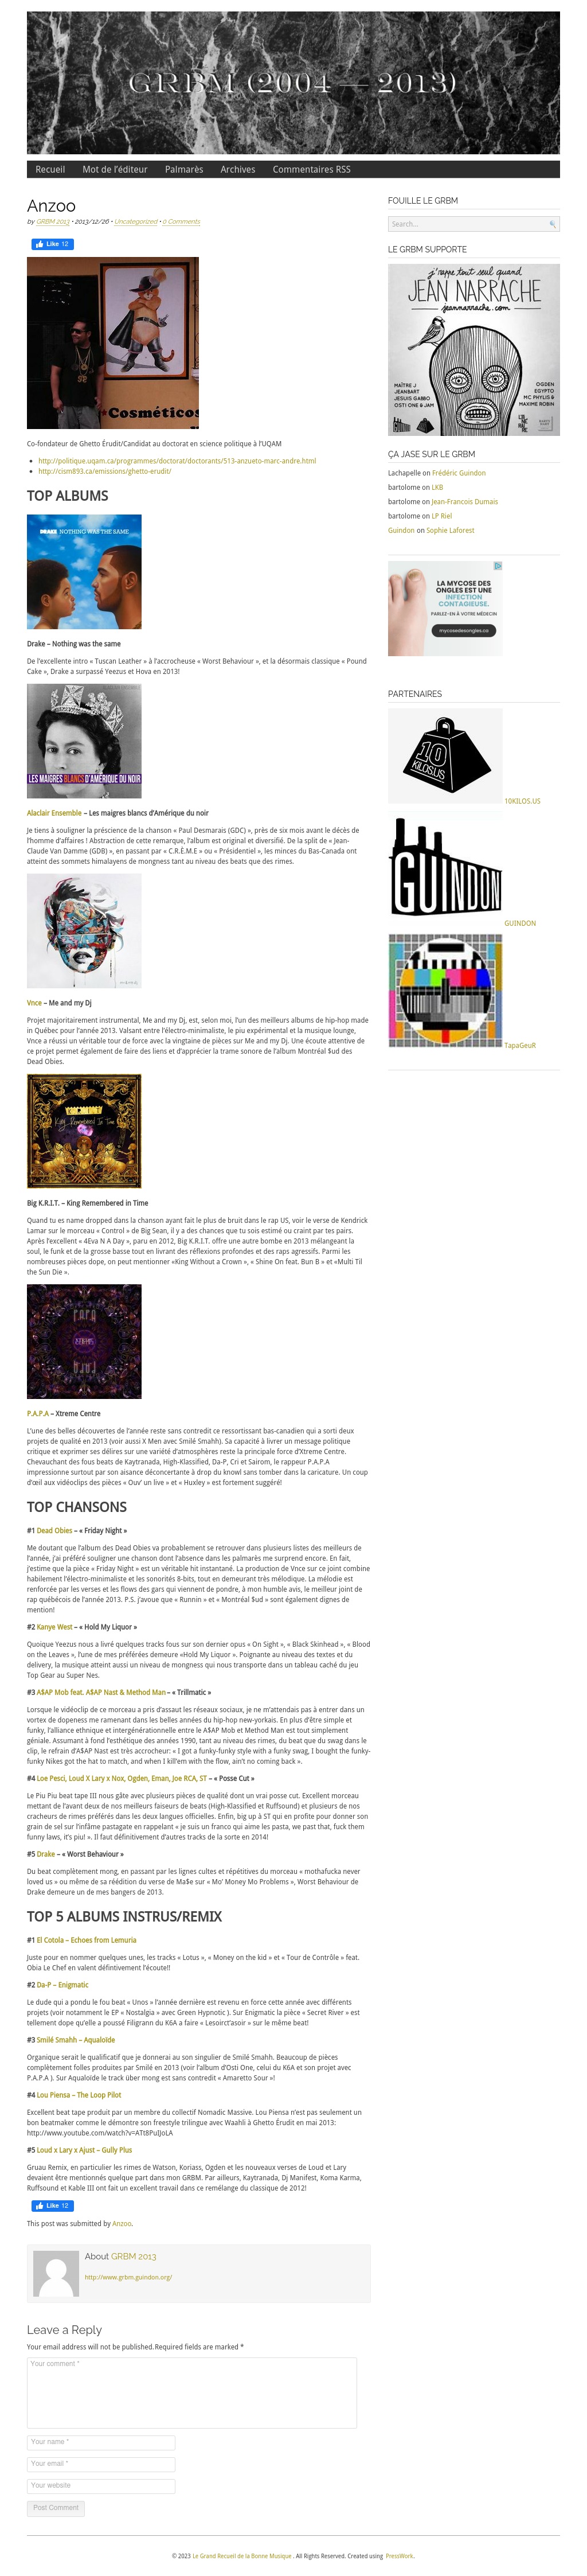 GRBM (2004 — 2013)
Recueil
Mot de l'éditeur
Palmarès
Archives
Commentaires RSS
Anzoo
by GRBM 2013 • 2013/12/26 • Uncategorized • 0 Comments
Like 12
Cosméticos
Co-fondateur de Ghetto Érudit/Candidat au doctorat en science politique à l'UQAM
http://politique.uqam.ca/programmes/doctorat/doctorants/513-anzueto-marc-andre.html
http://cism893.ca/emissions/ghetto-erudit/
TOP ALBUMS
DRAKE NOTHING WAS THE SAME
Drake – Nothing was the same
De l'excellente intro « Tuscan Leather » à l'accrocheuse « Worst Behaviour », et la désormais classique « Pound
Cake », Drake a surpassé Yeezus et Hova en 2013!
LES MAIGRES BLANCS D'AMÉRIQUE DU NOIR
Alaclair Ensemble – Les maigres blancs d'Amérique du noir
Je tiens à souligner la préscience de la chanson « Paul Desmarais (GDC) », près de six mois avant le décès de
l'homme d'affaires ! Abstraction de cette remarque, l'album est original et diversifié. De la split de « Jean-
Claude Van Damme (GDB) », en passant par « C.R.È.M.E » ou « Présidentiel », les minces du Bas-Canada ont
atteint des sommets himalayens de mongness tant au niveau des beats que des rimes.
Vnce – Me and my Dj
Projet majoritairement instrumental, Me and my Dj, est, selon moi, l'un des meilleurs albums de hip-hop made
in Québec pour l'année 2013. Valsant entre l'électro-minimaliste, le piu expérimental et la musique lounge,
Vnce a réussi un véritable tour de force avec la vingtaine de pièces sur Me and my Dj. Une écoute attentive de
ce projet permet également de faire des liens et d'apprécier la trame sonore de l'album Montréal $ud des
Dead Obies.
Big K.R.I.T. – King Remembered in Time
Quand tu es name dropped dans la chanson ayant fait le plus de bruit dans le rap US, voir le verse de Kendrick
Lamar sur le morceau « Control » de Big Sean, il y a des chances que tu sois estimé ou craint par tes pairs.
Après l'excellent « 4Eva N A Day », paru en 2012, Big K.R.I.T. offre une autre bombe en 2013 mélangeant la
soul, le funk et de la grosse basse tout en livrant des réflexions profondes et des raps agressifs. Parmi les
nombreuses pièces dope, on peut mentionner «King Without a Crown », « Shine On feat. Bun B » et «Multi Til
the Sun Die ».
P.A.P.A – Xtreme Centre
L'une des belles découvertes de l'année reste sans contredit ce ressortissant bas-canadien qui a sorti deux
projets de qualité en 2013 (voir aussi X Men avec Smilé Smahh). Sa capacité à livrer un message politique
critique et exprimer ses délires sur une variété d'atmosphères reste la principale force d'Xtreme Centre.
Chevauchant des fous beats de Kaytranada, High-Klassified, Da-P, Cri et Sairom, le rappeur P.A.P.A
impressionne surtout par son aisance déconcertante à drop du knowl sans tomber dans la caricature. Un coup
d'œil aux vidéoclips des pièces « Ouv' un live » et « Huxley » est fortement suggéré!
TOP CHANSONS
#1 Dead Obies – « Friday Night »
Me doutant que l'album des Dead Obies va probablement se retrouver dans plusieurs listes des meilleurs de
l'année, j'ai préféré souligner une chanson dont l'absence dans les palmarès me surprend encore. En fait,
j'estime que la pièce « Friday Night » est un véritable hit instantané. La production de Vnce sur ce joint combine
habilement l'électro-minimaliste et les sonorités 8-bits, tout en demeurant très mélodique. La mélodie est
renforcée par les verses et les flows des gars qui viennent de pondre, à mon humble avis, le meilleur joint de
rap québécois de l'année 2013. P.S. j'avoue que « Runnin » et « Montréal $ud » sont également dignes de
mention!
#2 Kanye West – « Hold My Liquor »
Quoique Yeezus nous a livré quelques tracks fous sur son dernier opus « On Sight », « Black Skinhead », « Blood
on the Leaves », l'une de mes préférées demeure «Hold My Liquor ». Poignante au niveau des textes et du
delivery, la musique atteint aussi un niveau de mongness qui nous transporte dans un tableau caché du jeu
Top Gear au Super Nes.
#3 A$AP Mob feat. A$AP Nast & Method Man – « Trillmatic »
Lorsque le vidéoclip de ce morceau a pris d'assaut les réseaux sociaux, je ne m'attendais pas à entrer dans un
vortex de dopeness me ramenant dans les belles années du hip-hop new-yorkais. En plus d'être simple et
funky, l'alliance ethnique et intergénérationnelle entre le A$AP Mob et Method Man est tout simplement
géniale. Assumant à fond l'esthétique des années 1990, tant au niveau des rimes, du beat que du swag dans le
clip, le refrain d'A$AP Nast est très accrocheur: « I got a funky-funky style with a funky swag, I bought the funky-
funky Nikes got the hat to match, and when I kill'em with the flow, ain't no coming back ».
#4 Loe Pesci, Loud X Lary x Nox, Ogden, Eman, Joe RCA, ST – « Posse Cut »
Le Piu Piu beat tape III nous gâte avec plusieurs pièces de qualité dont un vrai posse cut. Excellent morceau
mettant de l'avant deux de nos meilleurs faiseurs de beats (High-Klassified et Ruffsound) et plusieurs de nos
cracheurs de rimes préférés dans les deux langues officielles. Enfin, big up à ST qui en profite pour donner son
grain de sel sur l'infâme pastagate en rappelant « je suis un franco qui aime les pasta, we past that, fuck them
funny laws, it's piu! ». Il faut définitivement d'autres tracks de la sorte en 2014!
#5 Drake – « Worst Behaviour »
Du beat complètement mong, en passant par les lignes cultes et répétitives du morceau « mothafucka never
loved us » ou même de sa réédition du verse de Ma$e sur « Mo' Money Mo Problems », Worst Behaviour de
Drake demeure un de mes bangers de 2013.
TOP 5 ALBUMS INSTRUS/REMIX
#1 El Cotola – Echoes from Lemuria
Juste pour en nommer quelques unes, les tracks « Lotus », « Money on the kid » et « Tour de Contrôle » feat.
Obia Le Chef en valent défintivement l'écoute!!
#2 Da-P – Enigmatic
Le dude qui a pondu le fou beat « Unos » l'année dernière est revenu en force cette année avec différents
projets (voir notamment le EP « Nostalgia » avec Green Hypnotic ). Sur Enigmatic la pièce « Secret River » est
tellement dope qu'elle a poussé Filigrann du K6A a faire « Lesoirct'asoir » sur le même beat!
#3 Smilé Smahh – Aqualoïde
Organique serait le qualificatif que je donnerai au son singulier de Smilé Smahh. Beaucoup de pièces
complètement folles produites par Smilé en 2013 (voir l'album d'Osti One, celui du K6A et son projet avec
P.A.P.A ). Sur Aqualoïde le track über mong est sans contredit « Amaretto Sour »!
#4 Lou Piensa – The Loop Pilot
Excellent beat tape produit par un membre du collectif Nomadic Massive. Lou Piensa n'est pas seulement un
bon beatmaker comme le démontre son freestyle trilingue avec Waahli à Ghetto Érudit en mai 2013:
http://www.youtube.com/watch?v=ATt8PuIJoLA
#5 Loud x Lary x Ajust – Gully Plus
Gruau Remix, en particulier les rimes de Watson, Koriass, Ogden et les nouveaux verses de Loud et Lary
devaient être mentionnés quelque part dans mon GRBM. Par ailleurs, Kaytranada, Dj Manifest, Koma Karma,
Ruffsound et Kable III ont fait un excellent travail dans ce remélange du classique de 2012!
Like 12
This post was submitted by Anzoo.
About GRBM 2013
http://www.grbm.guindon.org/
Leave a Reply
Your email address will not be published.Required fields are marked *
Your comment *
Your name *
Your email *
Your website
Post Comment
FOUILLE LE GRBM
Search...
LE GRBM SUPPORTE
j'rappe tout seul quand
JEAN NARRACHE
jeannarrache.com
MAÎTRE J
JEANBART
JESUIS GABBO
OSTI ONE & JAM
OGDEN
EGYPTO
MC PHYLIS &
MAXIME ROBIN
ÇA JASE SUR LE GRBM
Lachapelle on Frédéric Guindon
bartolome on LKB
bartolome on Jean-Francois Dumais
bartolome on LP Riel
Guindon on Sophie Laforest
LA MYCOSE DES
ONGLES EST UNE
INFECTION
CONTAGIEUSE.
PARLEZ-EN À VOTRE MÉDECIN
mycosedesongles.ca
PARTENAIRES
10
KILOS.US
10KILOS.US
GUINDON
GUINDON
TapaGeuR
© 2023 Le Grand Recueil de la Bonne Musique . All Rights Reserved. Created using PressWork.